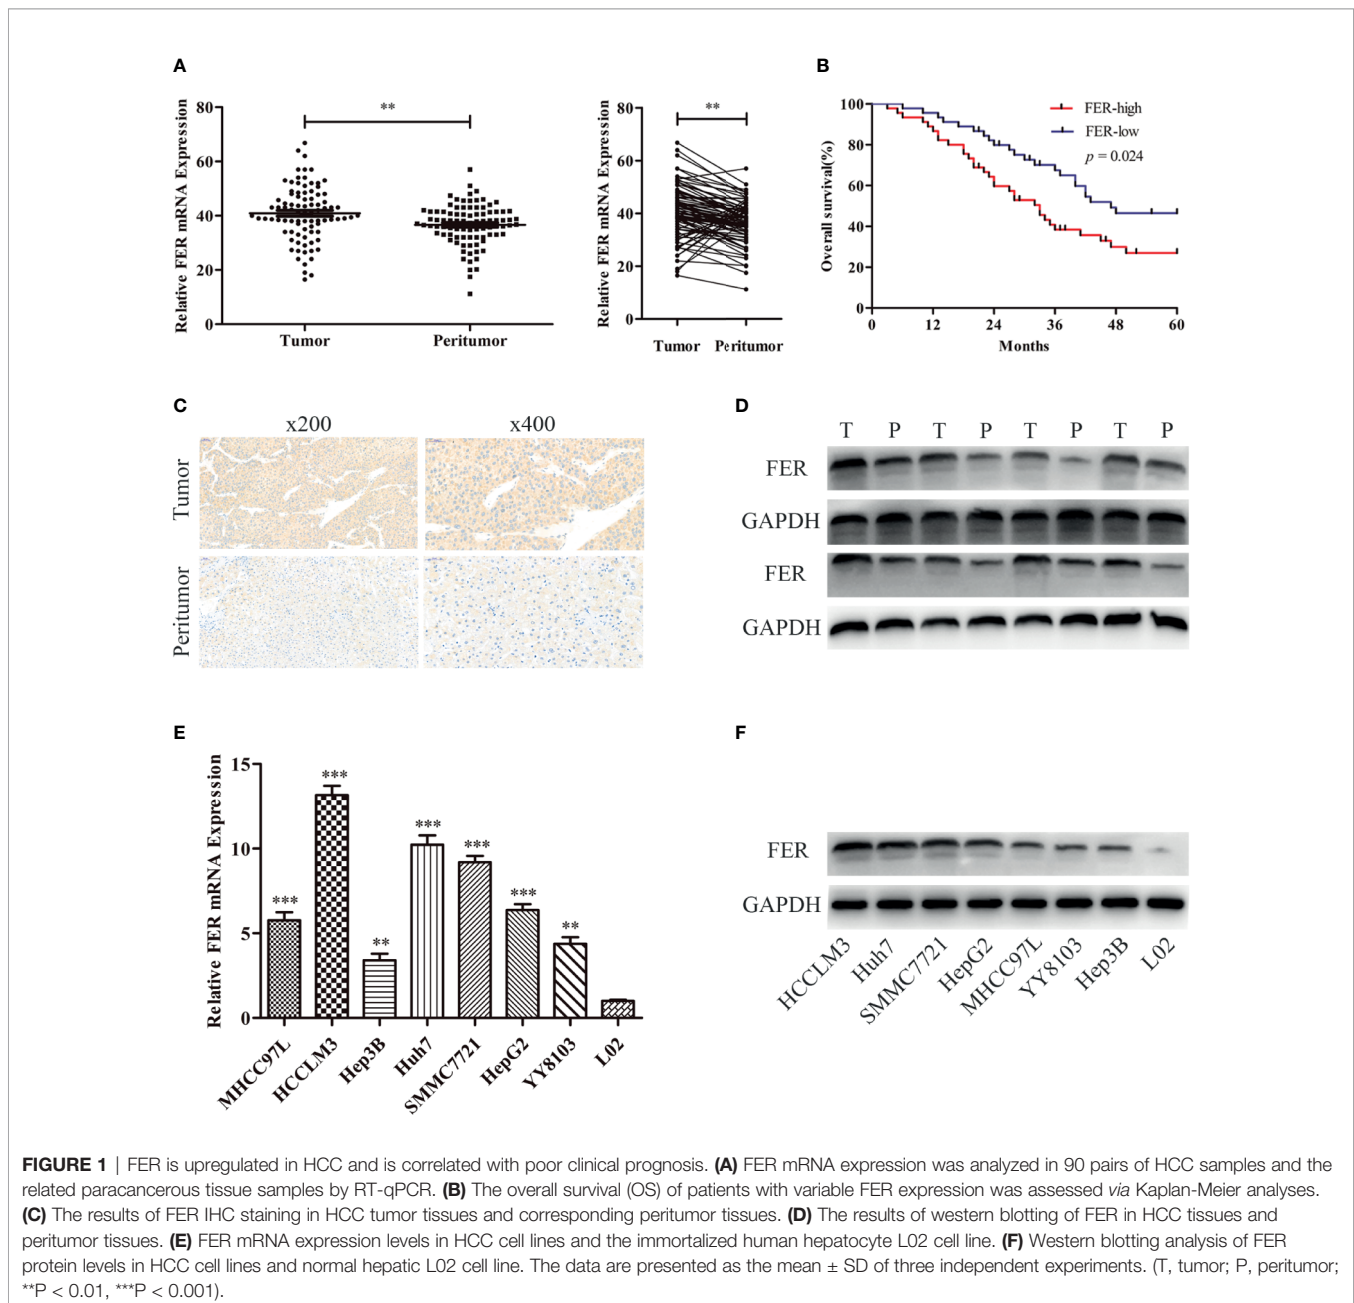 A
80
60
40
20
0
Relative FER mRNA Expression
**
Tumor
Peritumor
80
60
40
20
0
Relative FER mRNA Expression
**
Tumor
Peritumor
B
100
80
60
40
20
0
Overall survival(%)
FER-high
FER-low
p = 0.024
0 12 24 36 48 60
Months
C
x200 x400
Tumor
Peritumor
D
T P T P T P T P
FER
GAPDH
FER
GAPDH
E
15
10
5
0
Relative FER mRNA Expression
***
***
**
***
***
***
**
MHCC97L
HCCLM3
Hep3B
Huh7
SMMC7721
HepG2
YY8103
L02
F
FER
GAPDH
HCCLM3
Huh7
SMMC7721
HepG2
MHCC97L
YY8103
Hep3B
L02
FIGURE 1 | FER is upregulated in HCC and is correlated with poor clinical prognosis. (A) FER mRNA expression was analyzed in 90 pairs of HCC samples and the
related paracancerous tissue samples by RT-qPCR. (B) The overall survival (OS) of patients with variable FER expression was assessed via Kaplan-Meier analyses.
(C) The results of FER IHC staining in HCC tumor tissues and corresponding peritumor tissues. (D) The results of western blotting of FER in HCC tissues and
peritumor tissues. (E) FER mRNA expression levels in HCC cell lines and the immortalized human hepatocyte L02 cell line. (F) Western blotting analysis of FER
protein levels in HCC cell lines and normal hepatic L02 cell line. The data are presented as the mean ± SD of three independent experiments. (T, tumor; P, peritumor;
**P < 0.01, ***P < 0.001).